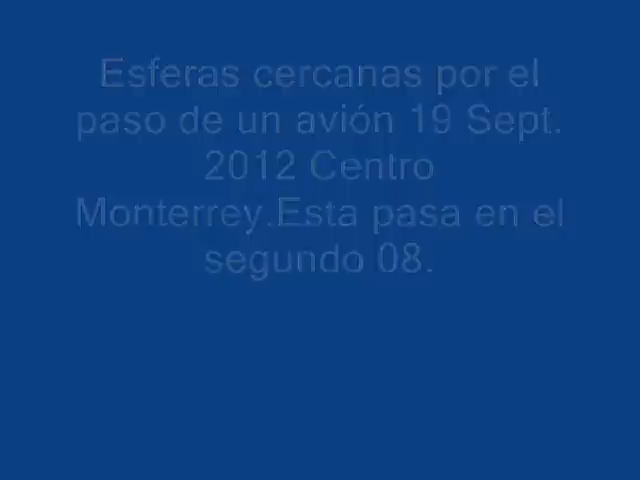 Esferas cercanas por el
paso de un avión 19 Sept.
2012 Centro
Monterrey.Esta pasa en el
segundo 08.